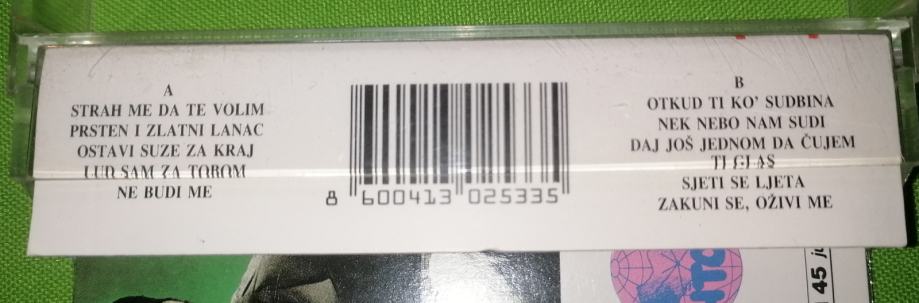 A
STRAH ME DA TE VOLIM
PRSTEN I ZLATNI LANAC
OSTAVI SUZE ZA KRAJ
LUD SAM ZA TOBOM
NE BUDI ME
8 600413 025335
B
OTKUD TI KO' SUDBINA
NEK NEBO NAM SUDI
DAJ JOŠ JEDNOM DA ČUJEM
TI GLAS
SJETI SE LJETA
ZAKUNI SE, OŽIVI ME
45